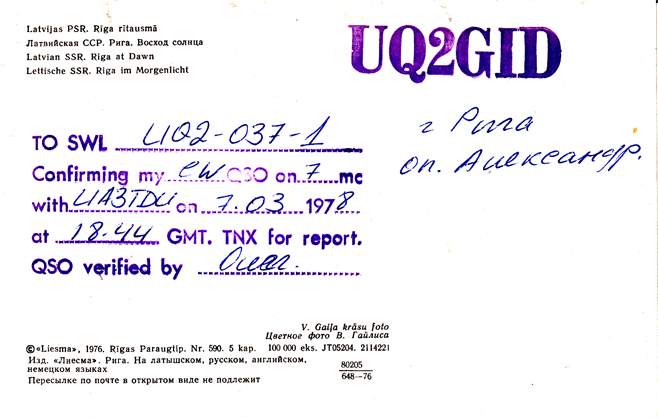 Latvijas PSR. Rīga rītausmā
Латвийская ССР. Рига. Восход солнца
Latvian SSR. Riga at Dawn
Lettische SSR. Riga im Morgenlicht
UQ2GID
г Рига
оп. Александр.
TO SWL UQ2-037-1
Confirming my CW QSO on 7 mc
with UA3TDU on 7.03 1978
at 18.44 GMT. TNX for report.
QSO verified by
V. Gaiļa krāsu foto
Цветное фото В. Гайлиса
©«Liesma», 1976. Rīgas Paraugtip. Nr. 590. 5 kap. 100 000 eks. JT05204. 2114221
Изд. «Лиесма». Рига. На латышском, русском, английском,
немецком языках
80205
648—76
Пересылке по почте в открытом виде не подлежит